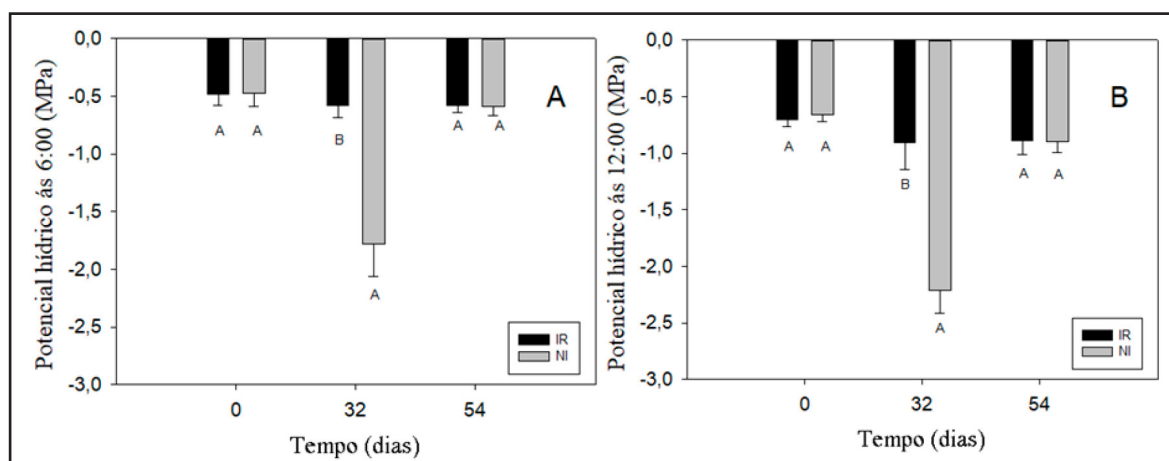 Potencial hídrico ás 6:00 (MPa)
0,0
-0,5
-1,0
-1,5
-2,0
-2,5
-3,0
A
A A B A A A
IR
NI
0 32 54
Tempo (dias)
Potencial hídrico ás 12:00 (MPa)
0,0
-0,5
-1,0
-1,5
-2,0
-2,5
-3,0
B
A A B A A A
IR
NI
0 32 54
Tempo (dias)